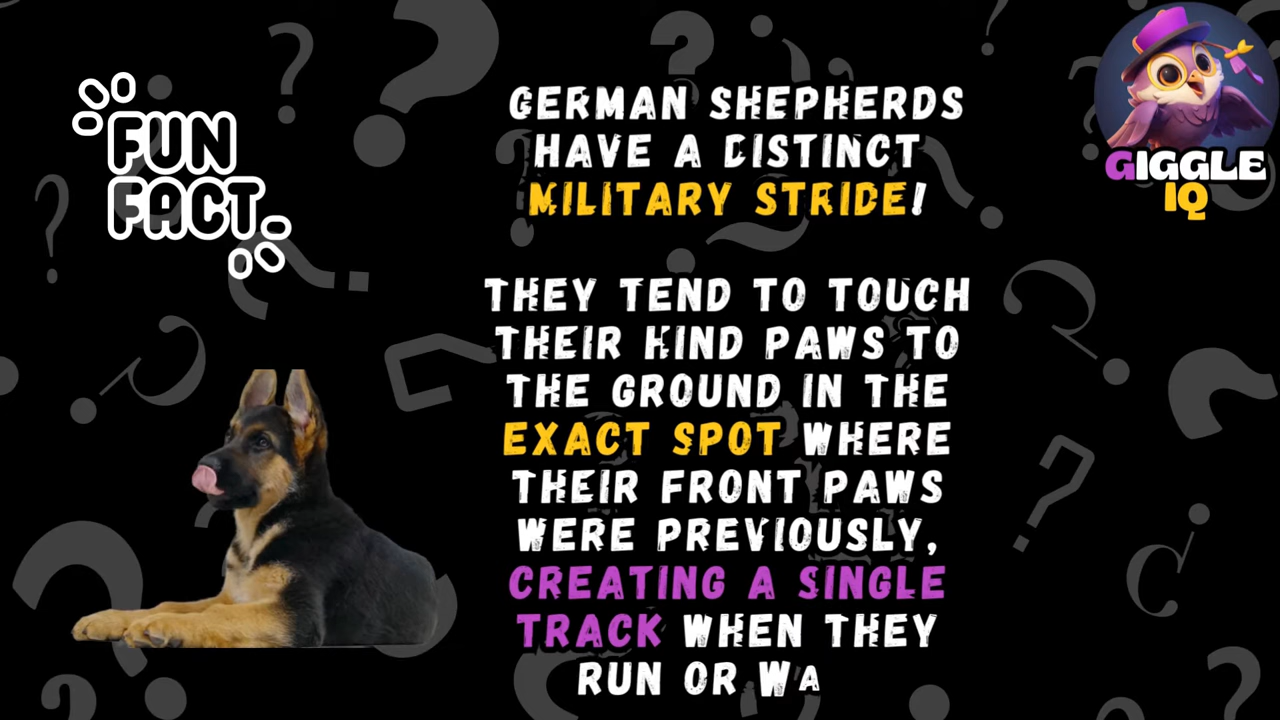 FUN
FACT
GERMAN SHEPHERDS
HAVE A DISTINCT
MILITARY STRIDE!
THEY TEND TO TOUCH
THEIR HIND PAWS TO
THE GROUND IN THE
EXACT SPOT WHERE
THEIR FRONT PAWS
WERE PREVIOUSLY,
CREATING A SINGLE
TRACK WHEN THEY
RUN OR WA
GIGGLE
IQ